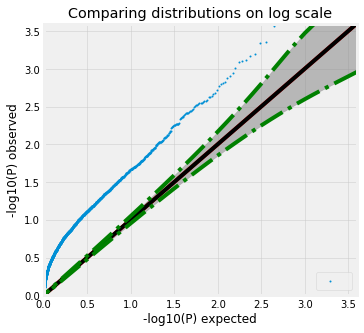 Comparing distributions on log scale
-log10(P) observed
3.5
3.0
2.5
2.0
1.5
1.0
0.5
0.0
0.0 0.5 1.0 1.5 2.0 2.5 3.0 3.5
-log10(P) expected